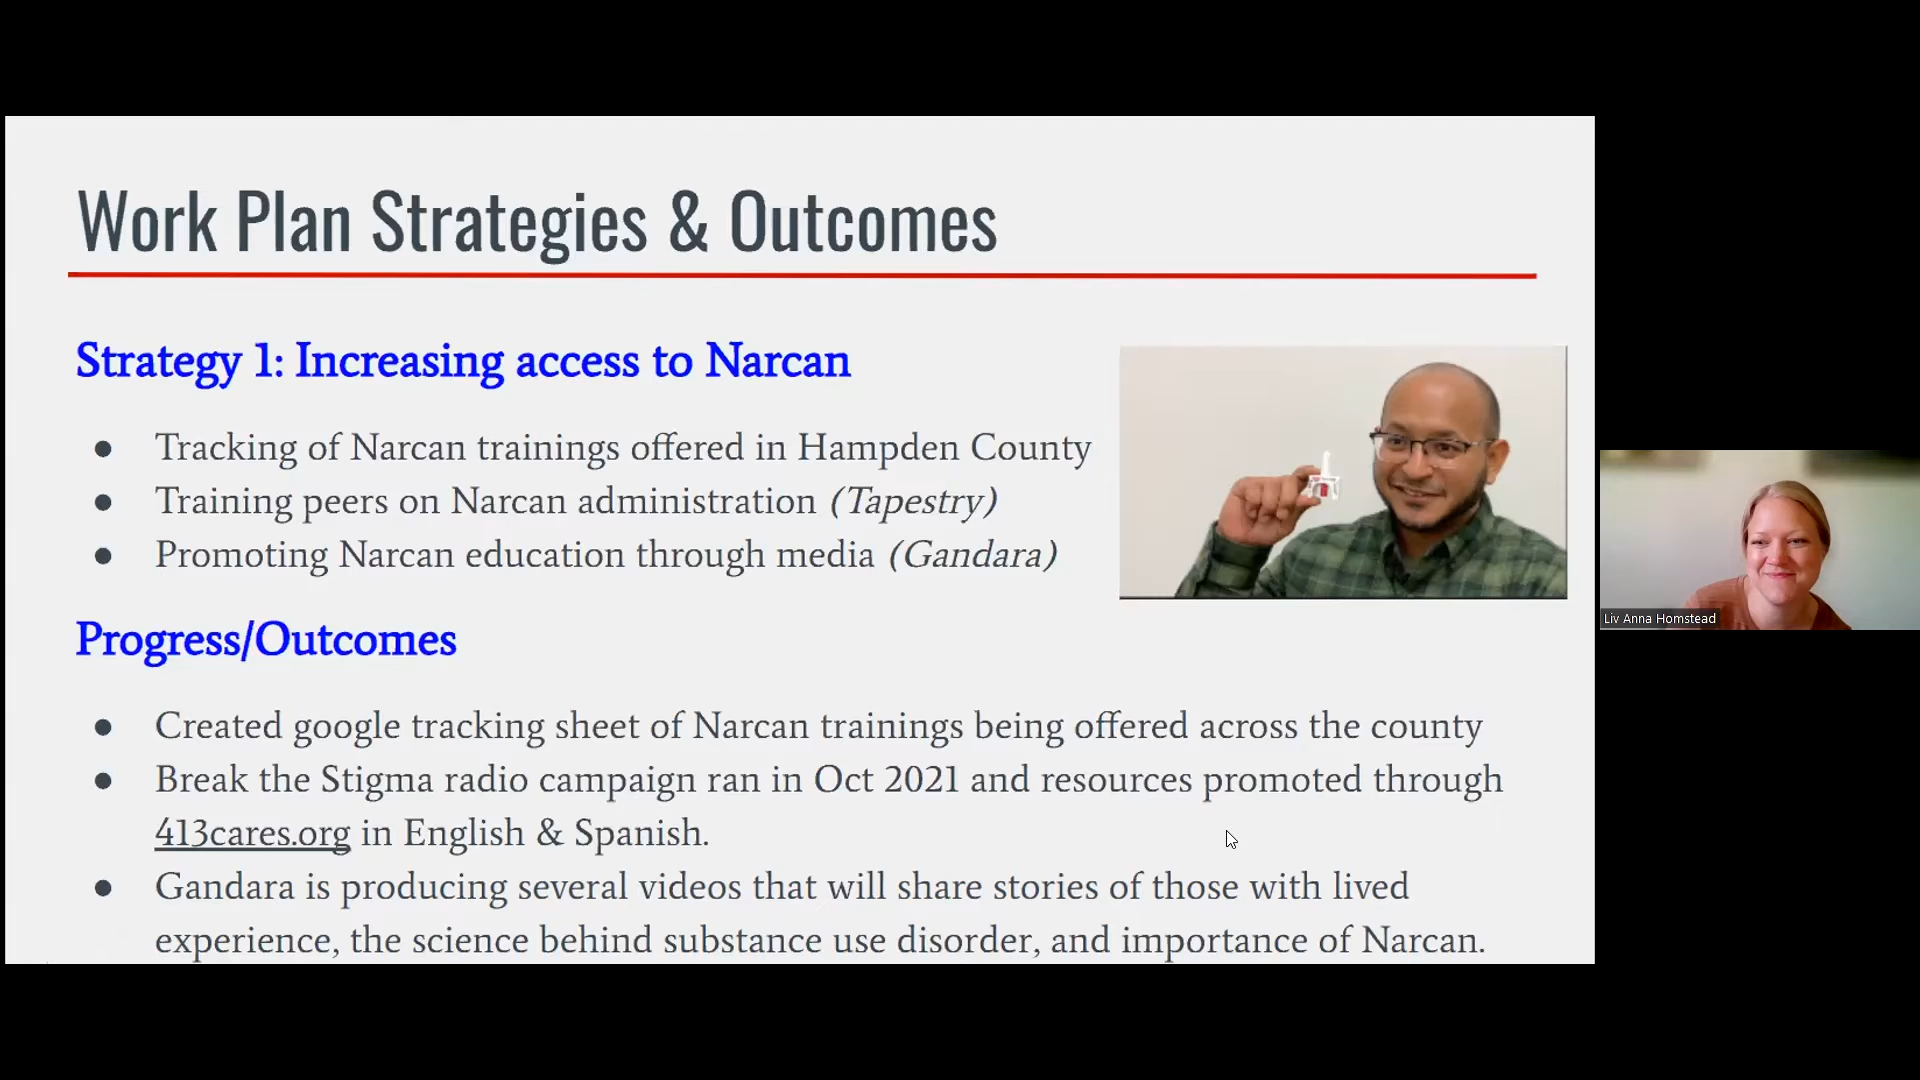 Work Plan Strategies & Outcomes
Strategy 1: Increasing access to Narcan
● Tracking of Narcan trainings offered in Hampden County
● Training peers on Narcan administration (Tapestry)
● Promoting Narcan education through media (Gandara)
Progress/Outcomes
● Created google tracking sheet of Narcan trainings being offered across the county
● Break the Stigma radio campaign ran in Oct 2021 and resources promoted through
413cares.org in English & Spanish.
● Gandara is producing several videos that will share stories of those with lived
experience, the science behind substance use disorder, and importance of Narcan.
Liv Anna Homstead